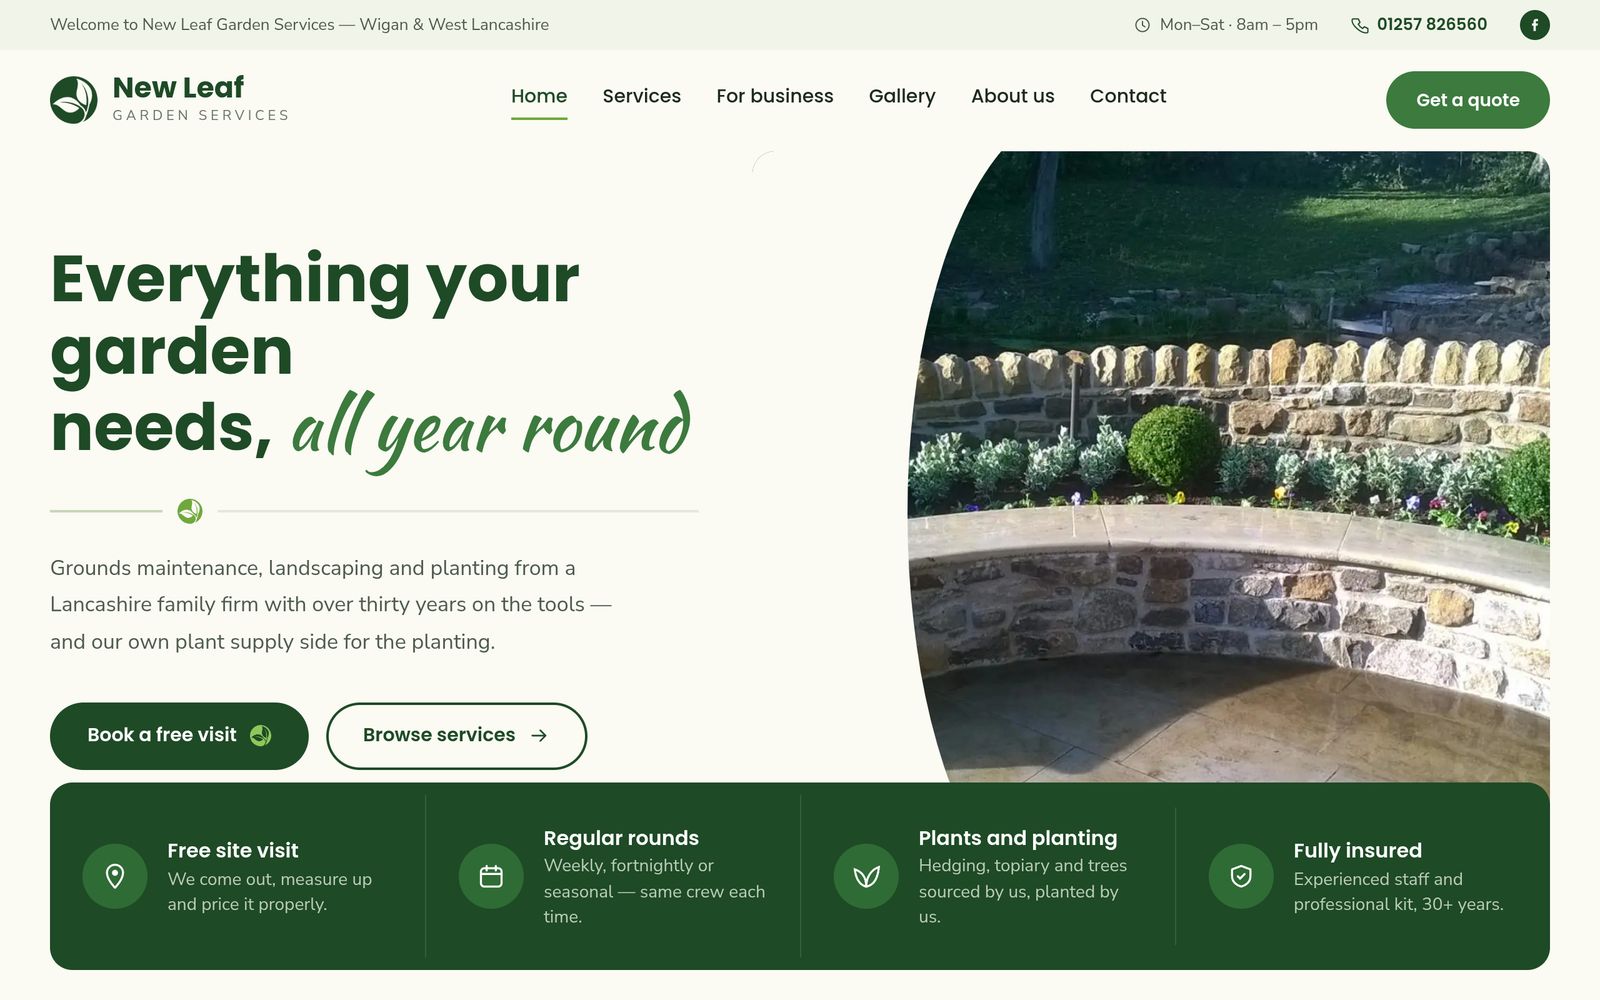 Welcome to New Leaf Garden Services — Wigan & West Lancashire
Mon–Sat · 8am – 5pm
01257 826560
New Leaf
GARDEN SERVICES
Home
Services
For business
Gallery
About us
Contact
Get a quote
Everything your
garden
needs, all year round
Grounds maintenance, landscaping and planting from a
Lancashire family firm with over thirty years on the tools —
and our own plant supply side for the planting.
Book a free visit
Browse services
Free site visit
We come out, measure up
and price it properly.
Regular rounds
Weekly, fortnightly or
seasonal — same crew each
time.
Plants and planting
Hedging, topiary and trees
sourced by us, planted by
us.
Fully insured
Experienced staff and
professional kit, 30+ years.